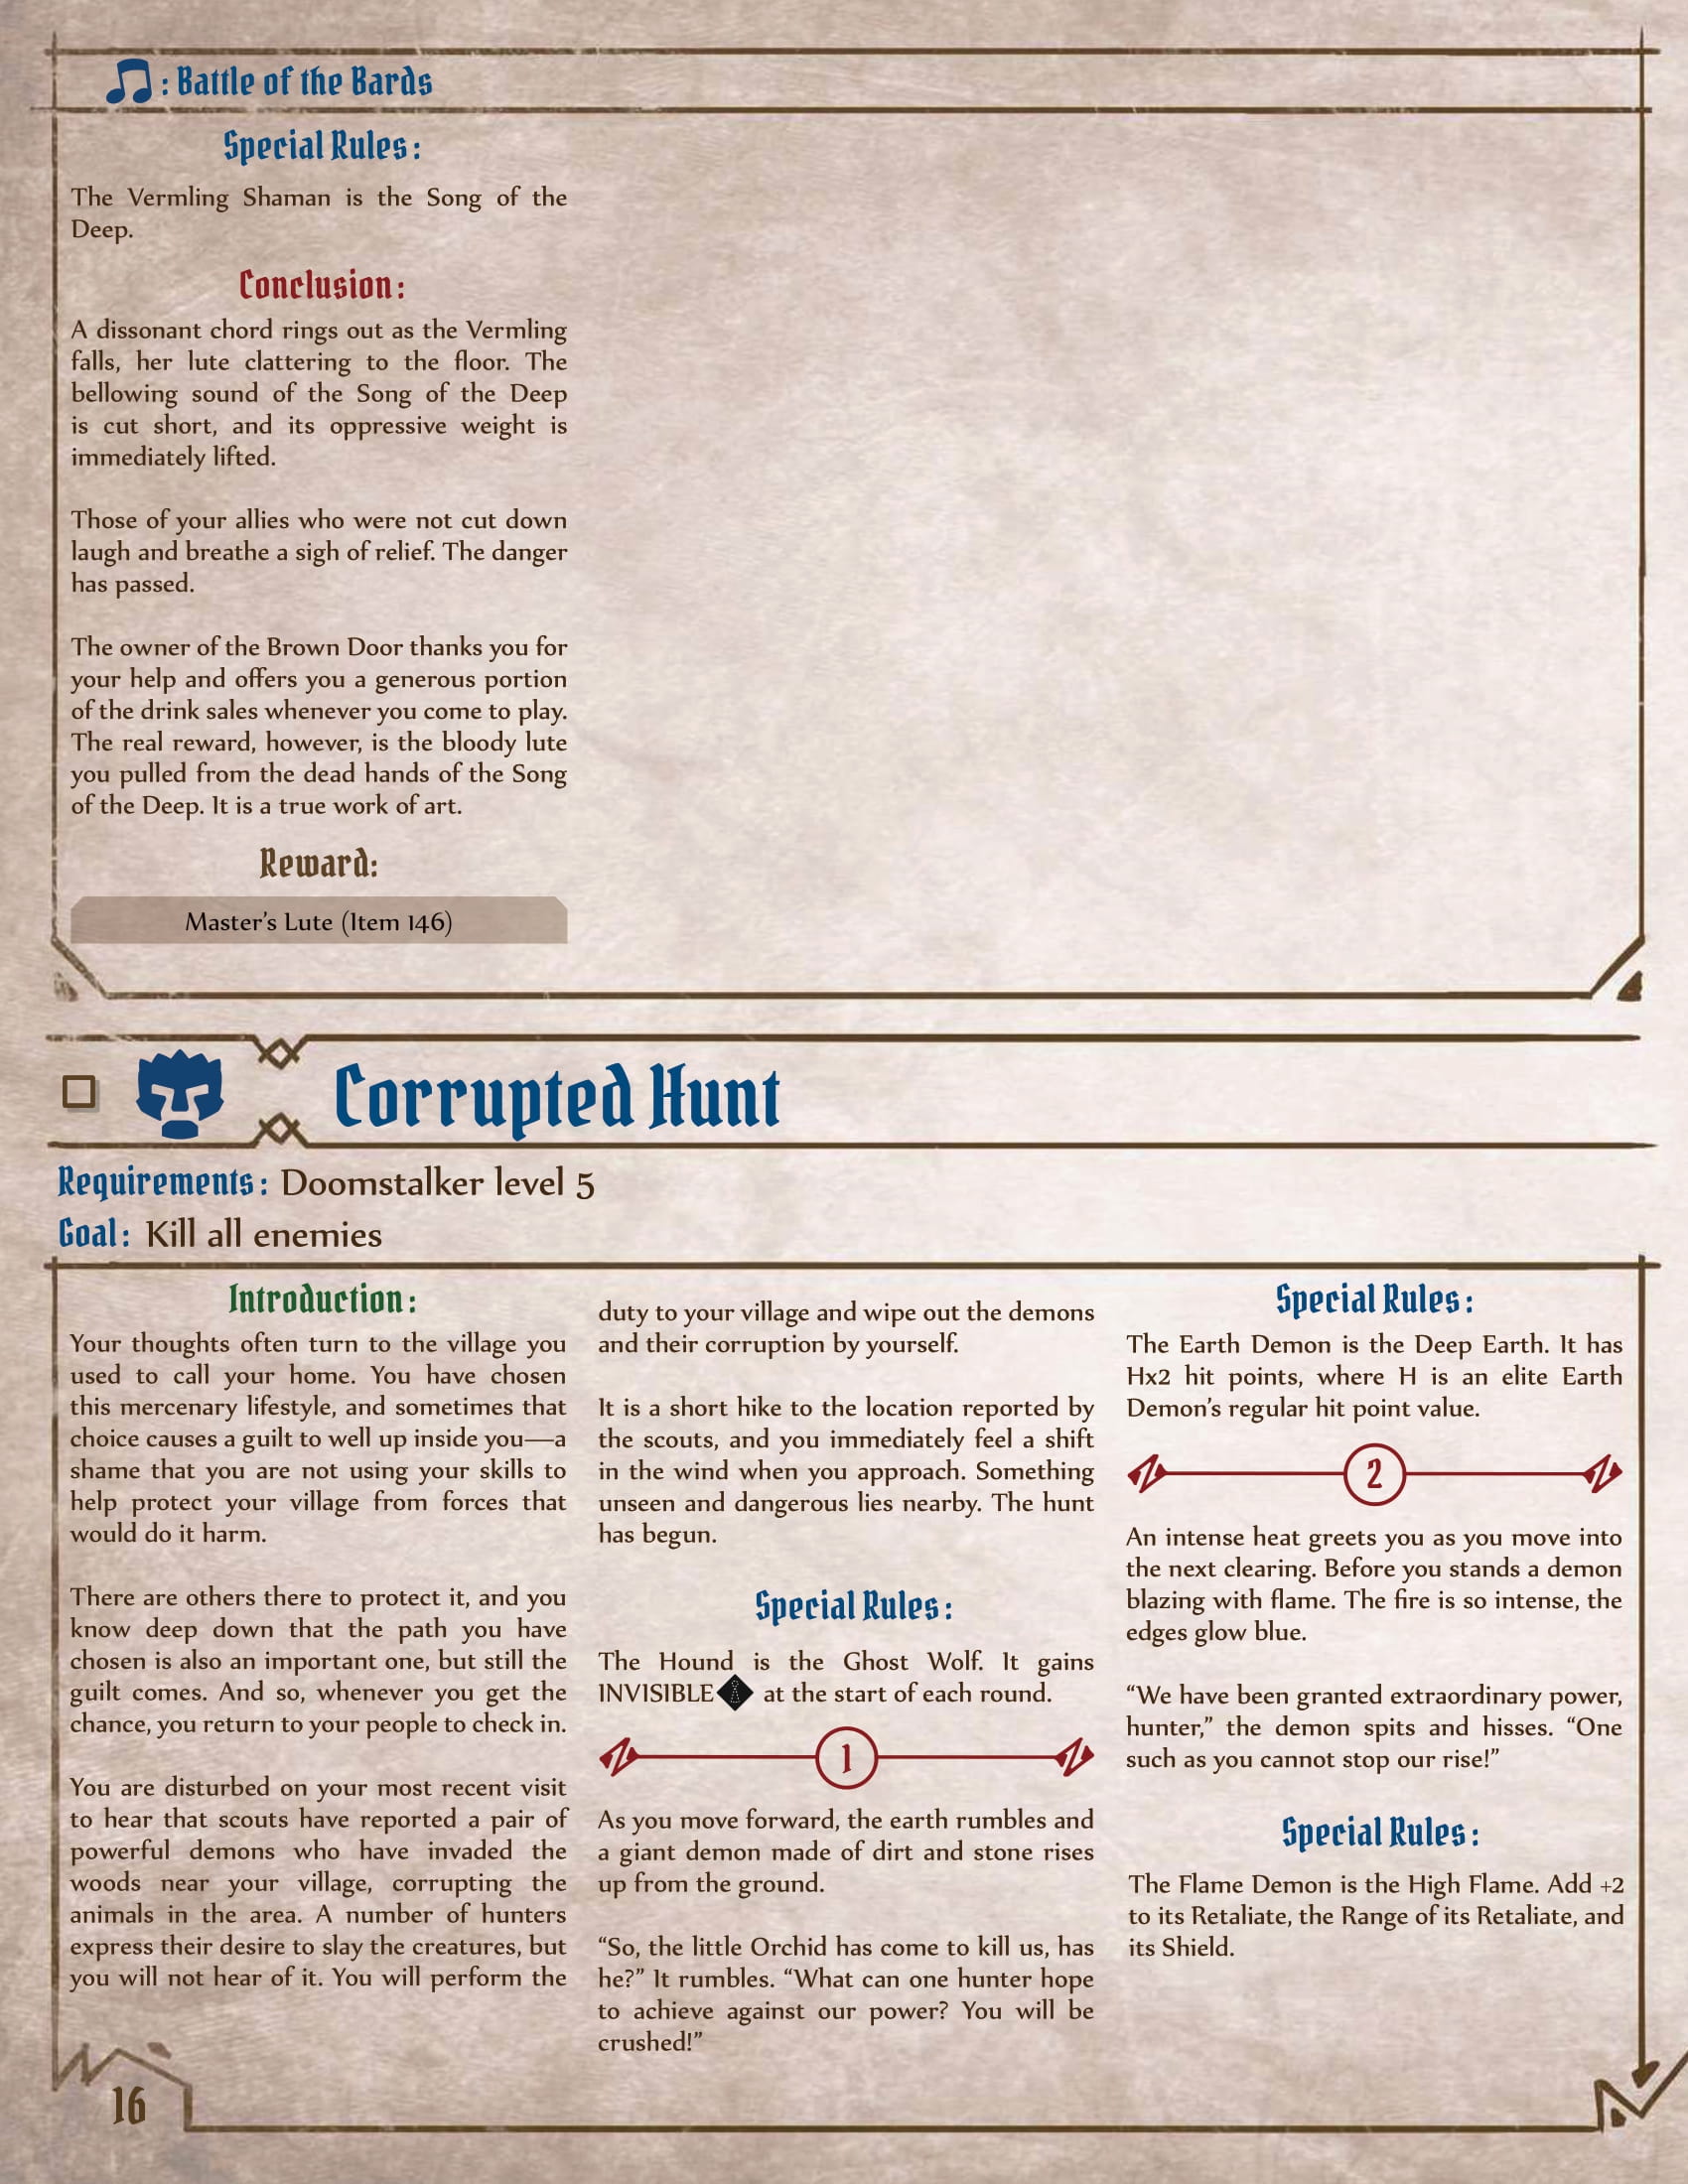 : Battle of the Bards
Special Rules:
The Vermling Shaman is the Song of the
Deep.
Conclusion:
A dissonant chord rings out as the Vermling
falls, her lute clattering to the floor. The
bellowing sound of the Song of the Deep
is cut short, and its oppressive weight is
immediately lifted.
Those of your allies who were not cut down
laugh and breathe a sigh of relief. The danger
has passed.
The owner of the Brown Door thanks you for
your help and offers you a generous portion
of the drink sales whenever you come to play.
The real reward, however, is the bloody lute
you pulled from the dead hands of the Song
of the Deep. It is a true work of art.
Reward:
Master's Lute (Item 146)
Corrupted Hunt
Requirements: Doomstalker level 5
Goal: Kill all enemies
Introduction:
Your thoughts often turn to the village you
used to call your home. You have chosen
this mercenary lifestyle, and sometimes that
choice causes a guilt to well up inside you—a
shame that you are not using your skills to
help protect your village from forces that
would do it harm.
There are others there to protect it, and you
know deep down that the path you have
chosen is also an important one, but still the
guilt comes. And so, whenever you get the
chance, you return to your people to check in.
You are disturbed on your most recent visit
to hear that scouts have reported a pair of
powerful demons who have invaded the
woods near your village, corrupting the
animals in the area. A number of hunters
express their desire to slay the creatures, but
you will not hear of it. You will perform the
duty to your village and wipe out the demons
and their corruption by yourself.
It is a short hike to the location reported by
the scouts, and you immediately feel a shift
in the wind when you approach. Something
unseen and dangerous lies nearby. The hunt
has begun.
Special Rules:
The Hound is the Ghost Wolf. It gains
INVISIBLE at the start of each round.
1
As you move forward, the earth rumbles and
a giant demon made of dirt and stone rises
up from the ground.
“So, the little Orchid has come to kill us, has
he?” It rumbles. “What can one hunter hope
to achieve against our power? You will be
crushed!”
Special Rules:
The Earth Demon is the Deep Earth. It has
Hx2 hit points, where H is an elite Earth
Demon's regular hit point value.
2
An intense heat greets you as you move into
the next clearing. Before you stands a demon
blazing with flame. The fire is so intense, the
edges glow blue.
“We have been granted extraordinary power,
hunter,” the demon spits and hisses. “One
such as you cannot stop our rise!”
Special Rules:
The Flame Demon is the High Flame. Add +2
to its Retaliate, the Range of its Retaliate, and
its Shield.
16